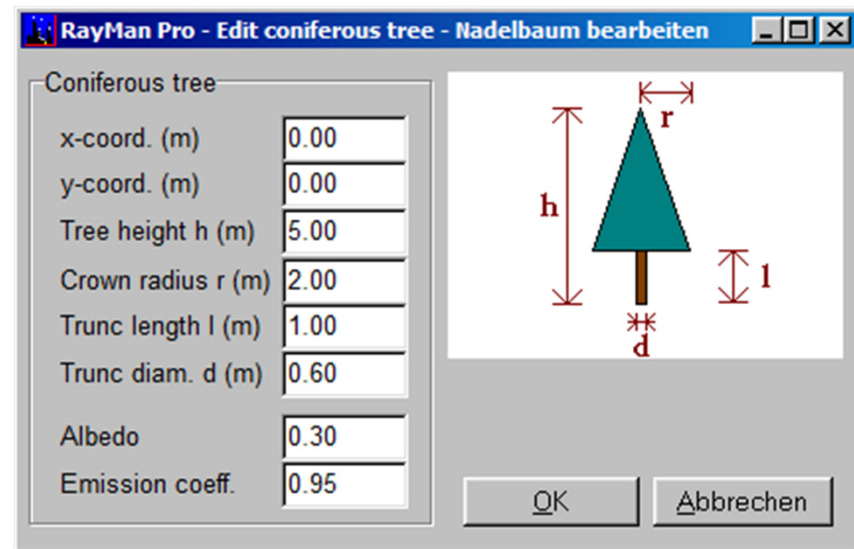 RayMan Pro - Edit coniferous tree - Nadelbaum bearbeiten
Coniferous tree
x-coord. (m) 0.00
y-coord. (m) 0.00
Tree height h (m) 5.00
Crown radius r (m) 2.00
Trunc length l (m) 1.00
Trunc diam. d (m) 0.60
Albedo 0.30
Emission coeff. 0.95
r
h
l
d
OK
Abbrechen